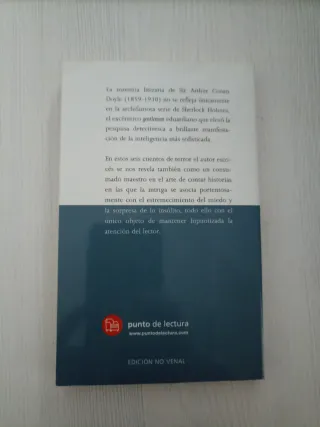 La maestría literaria de Sir Arthur Conan
Doyle (1859-1930) no se refleja únicamente
en la archifamosa serie de Sherlock Holmes,
el excéntrico eduardiano que elevó la
pesquisa detectivesca a brillante manifesta-
ción de la inteligencia más sofisticada.
En estos seis cuentos de terror el autor esco-
cés se nos revela también como un consu-
mado maestro en el arte de contar historias
en las que la intriga se asocia portentosa-
mente con el estremecimiento del miedo y
la sorpresa de lo insólito, todo ello con el
único objeto de mantener hipnotizada la
atención del lector.
punto de lectura
www.puntodelectura.com
EDICIÓN NO VENAL